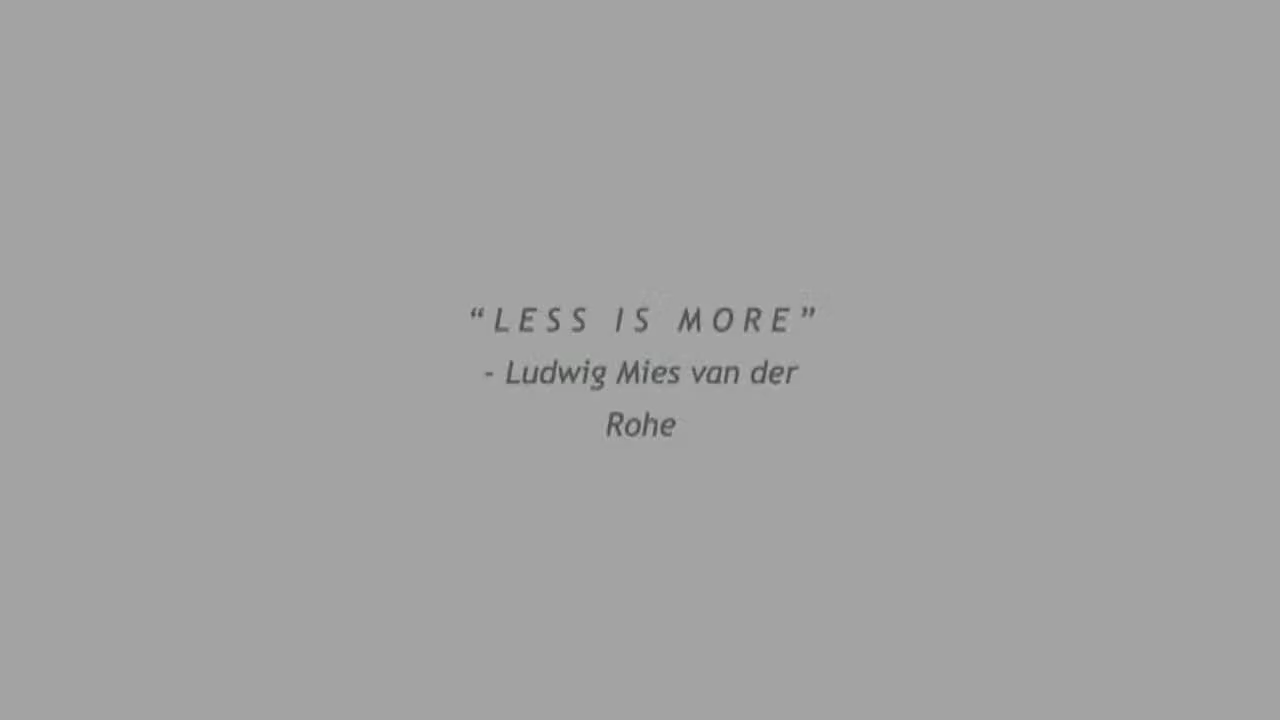 “LESS IS MORE”
- Ludwig Mies van der
Rohe